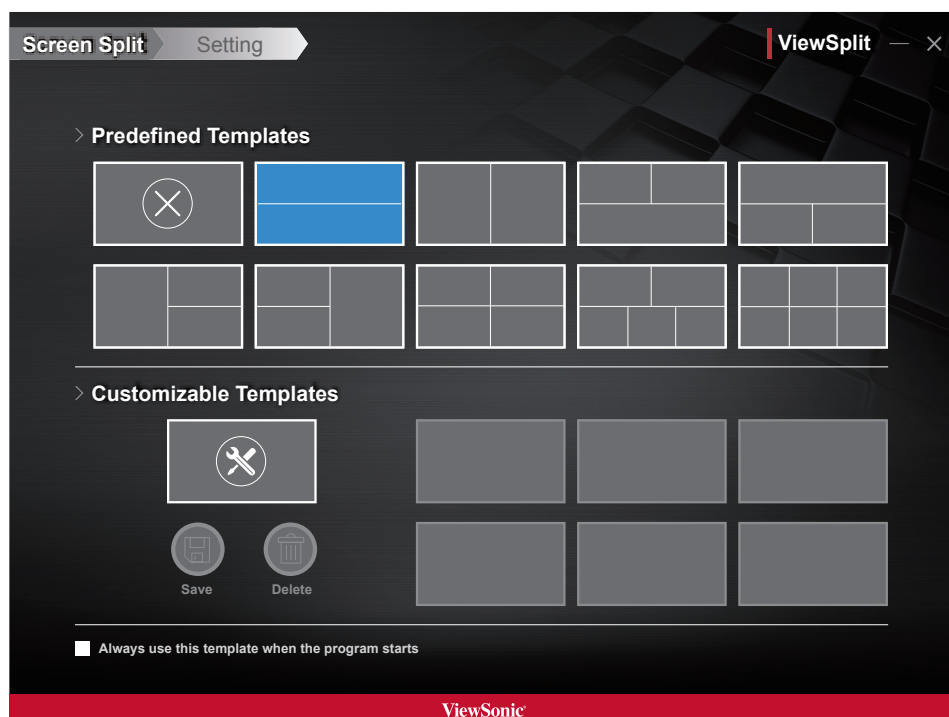 Screen Split Setting ViewSplit
Predefined Templates
Customizable Templates
Save Delete
Always use this template when the program starts
ViewSonic